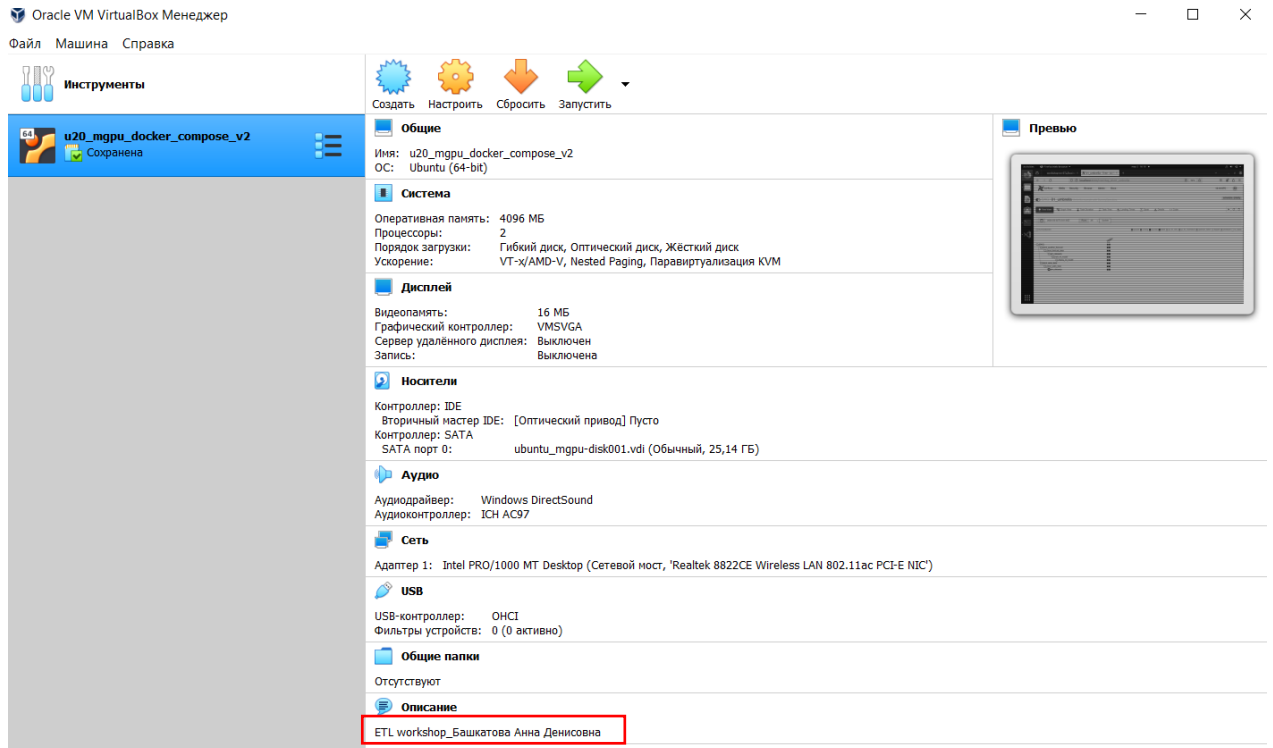 Oracle VM VirtualBox Менеджер
Файл Машина Справка
Инструменты
Создать Настроить Сбросить Запустить
64 u20_mgpu_docker_compose_v2
Сохранена
Общие
Имя: u20_mgpu_docker_compose_v2
ОС: Ubuntu (64-bit)
Превью
Система
Оперативная память: 4096 МБ
Процессоры: 2
Порядок загрузки: Гибкий диск, Оптический диск, Жёсткий диск
Ускорение: VT-x/AMD-V, Nested Paging, Паравиртуализация KVM
Дисплей
Видеопамять: 16 МБ
Графический контроллер: VMSVGA
Сервер удалённого дисплея: Выключен
Запись: Выключена
Носители
Контроллер: IDE
Вторичный мастер IDE: [Оптический привод] Пусто
Контроллер: SATA
SATA порт 0: ubuntu_mgpu-disk001.vdi (Обычный, 25,14 ГБ)
Аудио
Аудиодрайвер: Windows DirectSound
Аудиоконтроллер: ICH AC97
Сеть
Адаптер 1: Intel PRO/1000 MT Desktop (Сетевой мост, 'Realtek 8822CE Wireless LAN 802.11ac PCI-E NIC')
USB
USB-контроллер: OHCI
Фильтры устройств: 0 (0 активно)
Общие папки
Отсутствуют
Описание
ETL workshop_Башкатова Анна Денисовна